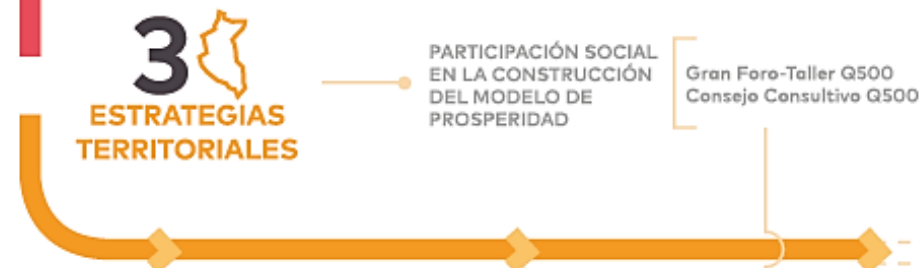 3
ESTRATEGIAS
TERRITORIALES
PARTICIPACIÓN SOCIAL
EN LA CONSTRUCCIÓN
DEL MODELO DE
PROSPERIDAD
Gran Foro-Taller Q500
Consejo Consultivo Q500